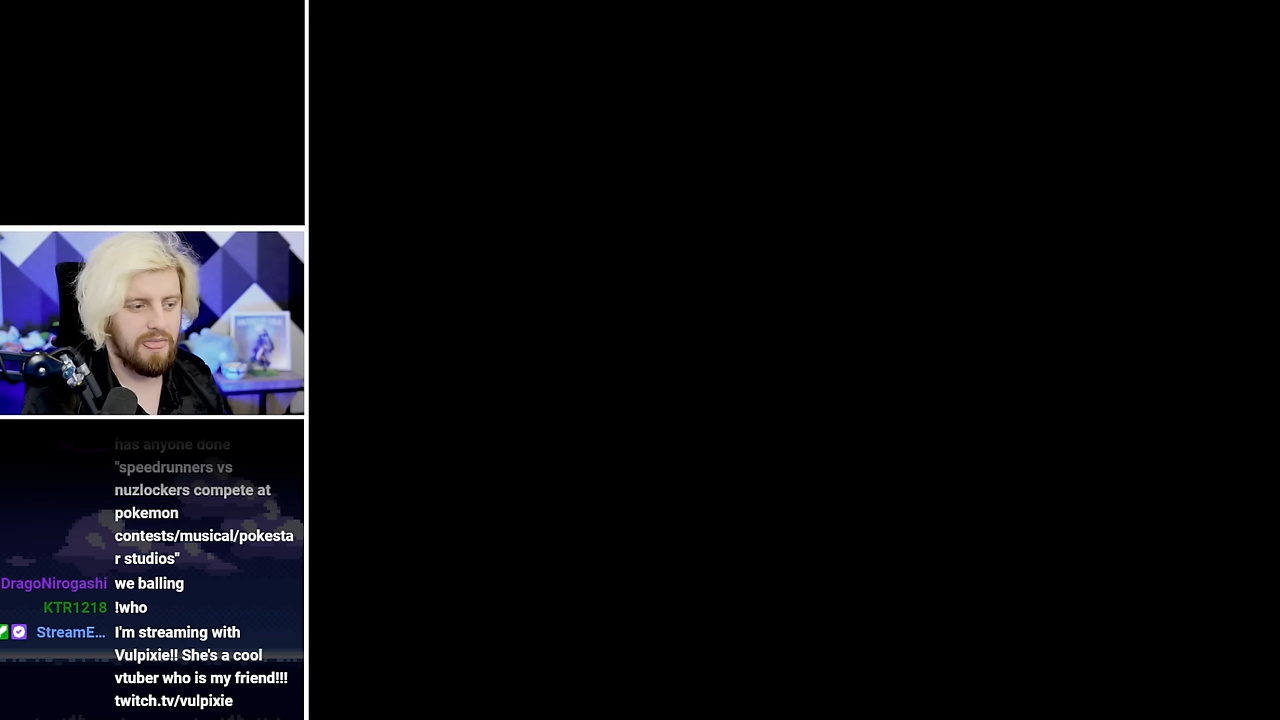 has anyone done
"speedrunners vs
nuzlockers compete at
pokemon
contests/musical/pokesta
r studios"
DragoNirogashi we balling
KTR1218 !who
StreamE... I'm streaming with
Vulpixie!! She's a cool
vtuber who is my friend!!!
twitch.tv/vulpixie